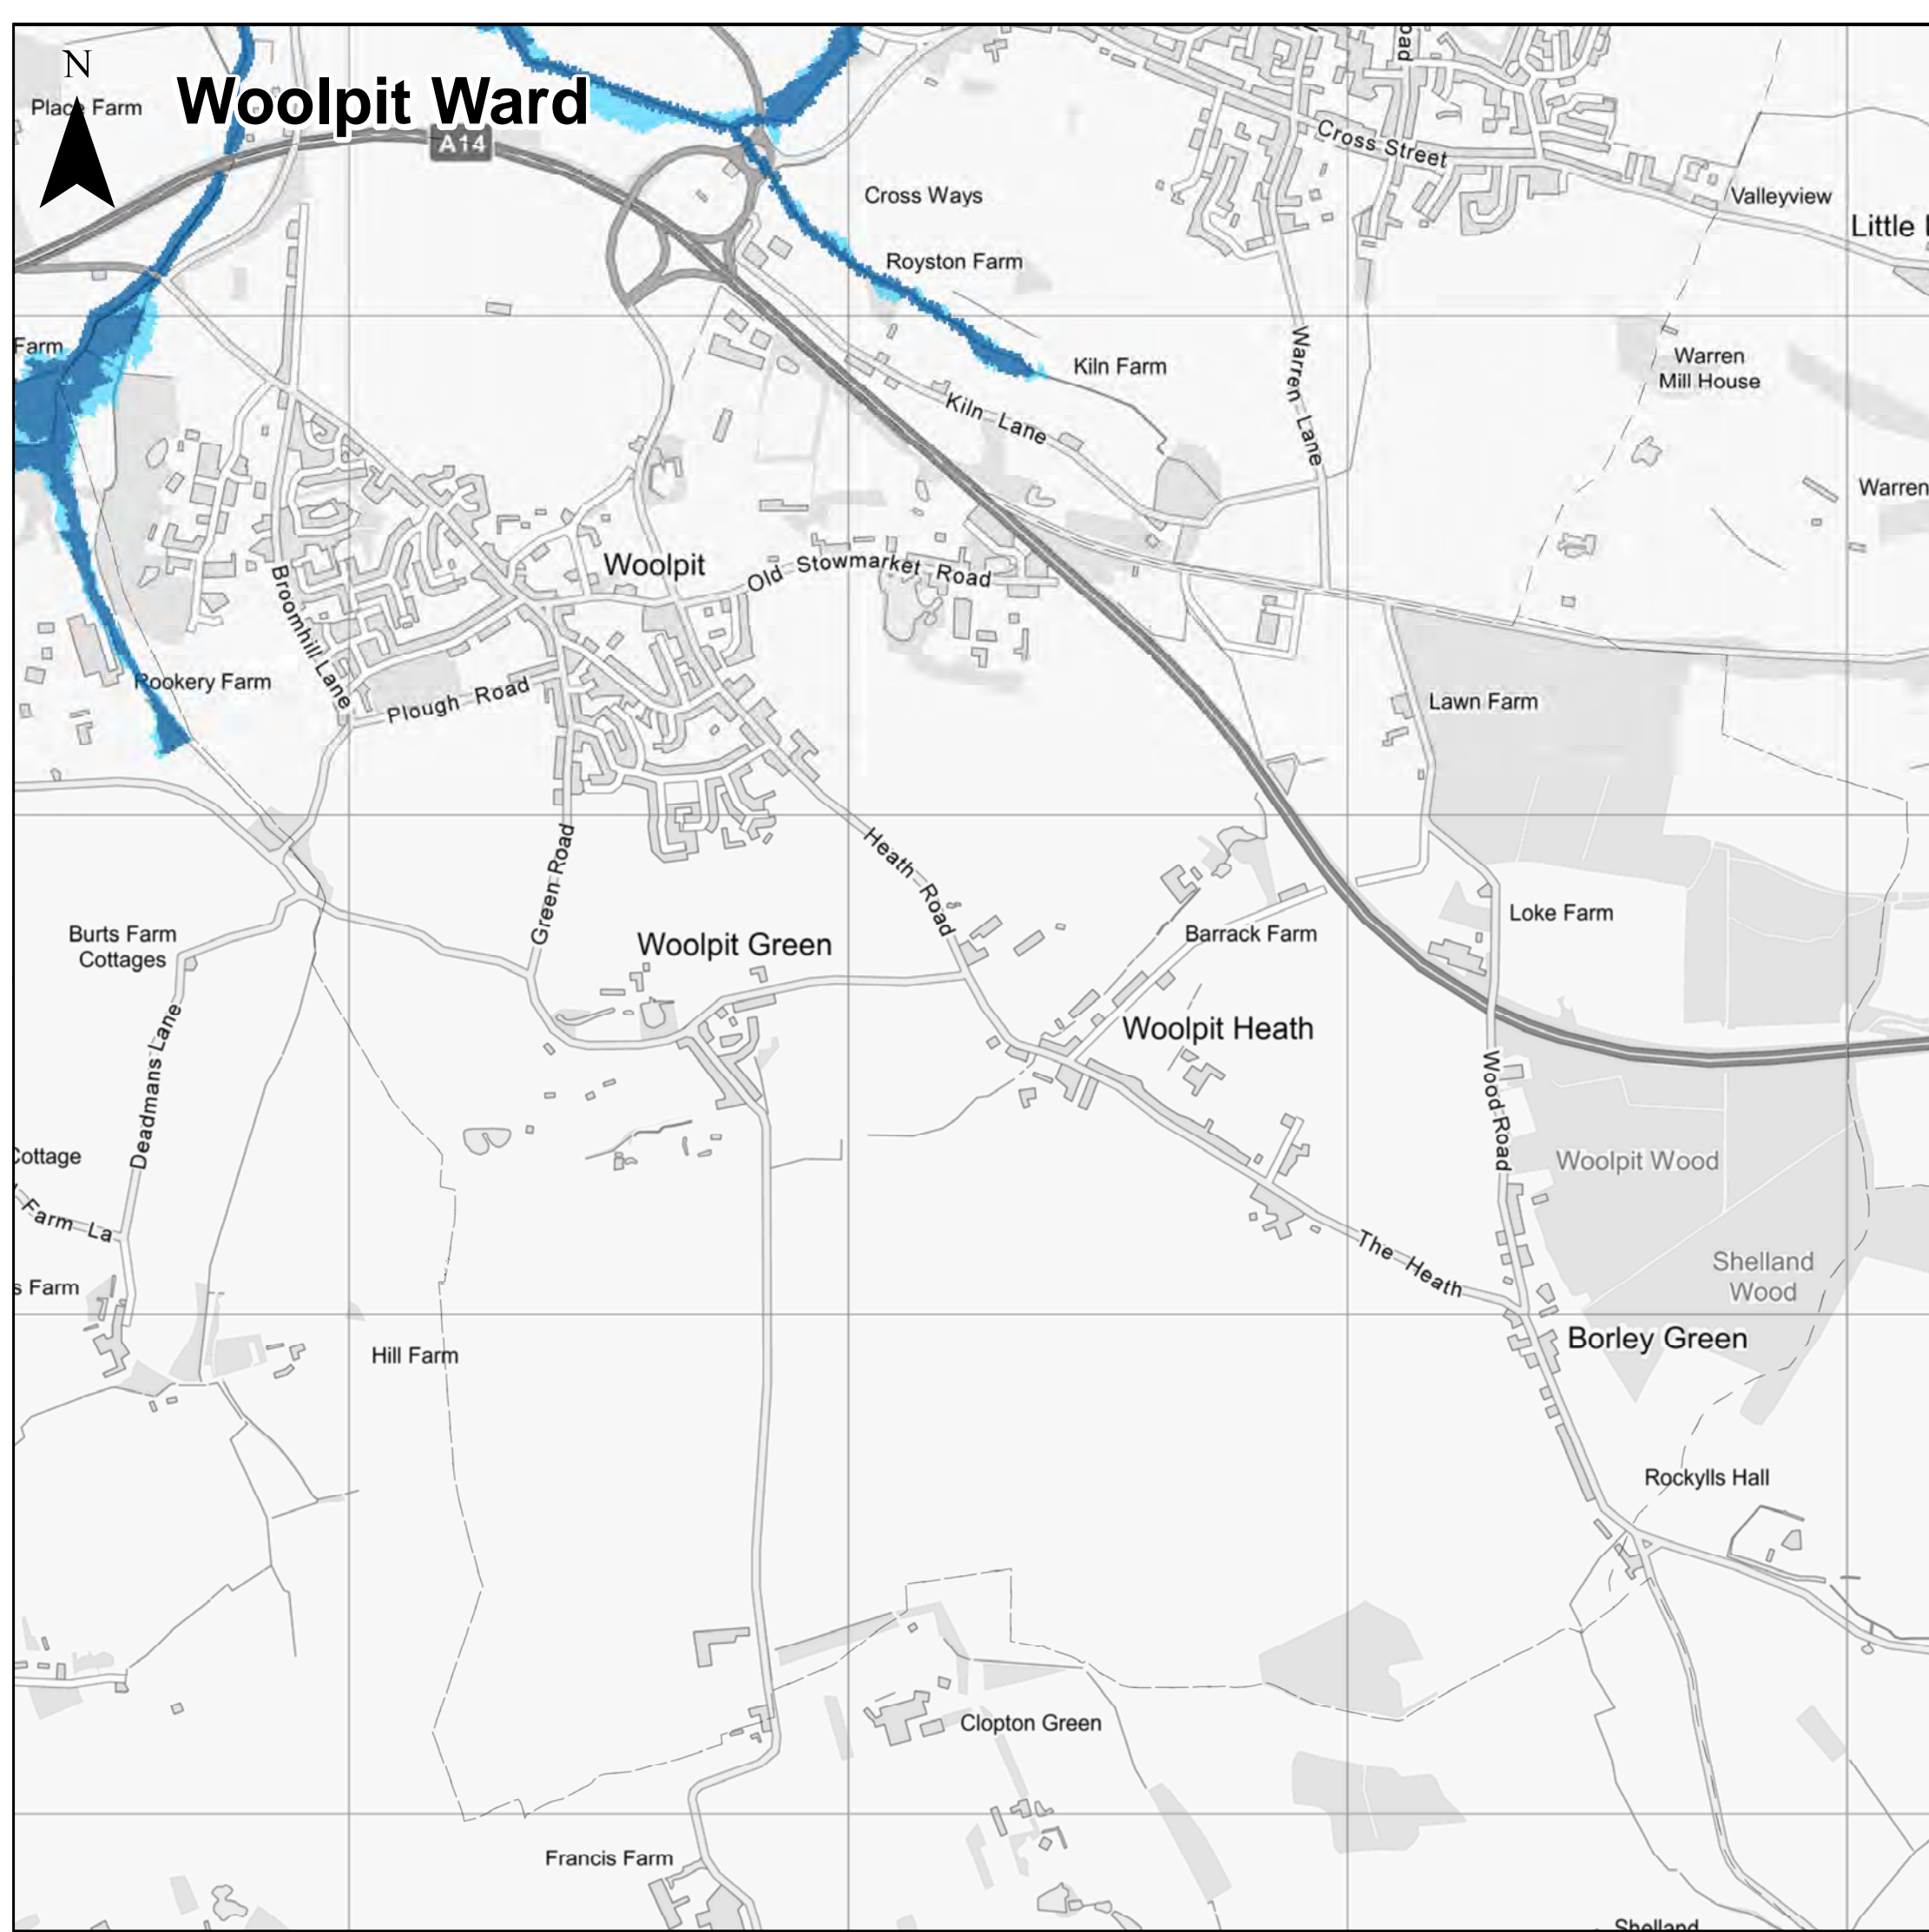 N
Woolpit Ward
Place Farm
A14
oad
Cross Street
Cross Ways
Valleyview
Little
Royston Farm
Farm
Kiln Farm
Warren Lane
Warren
Mill House
Kiln Lane
Warren
Woolpit
Old Stowmarket Road
Broomhill Lane
Rookery Farm
Plough Road
Lawn Farm
Heath Road
Green Road
Loke Farm
Burts Farm
Cottages
Woolpit Green
Barrack Farm
Woolpit Heath
Deadmans Lane
Wood Road
Cottage
Woolpit Wood
Farm La
The Heath
Shelland
Wood
s Farm
Borley Green
Hill Farm
Rockylls Hall
Clopton Green
Francis Farm
Shelland